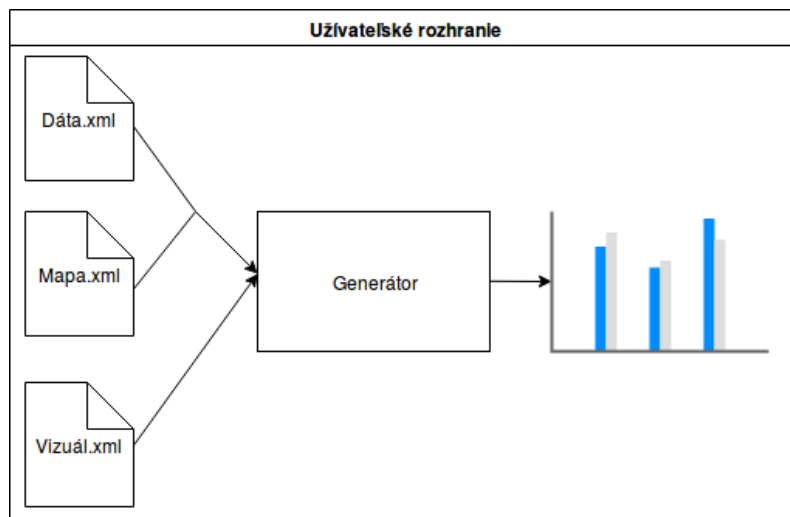 Užívateľské rozhranie
Dáta.xml
Mapa.xml
Generátor
Vizuál.xml